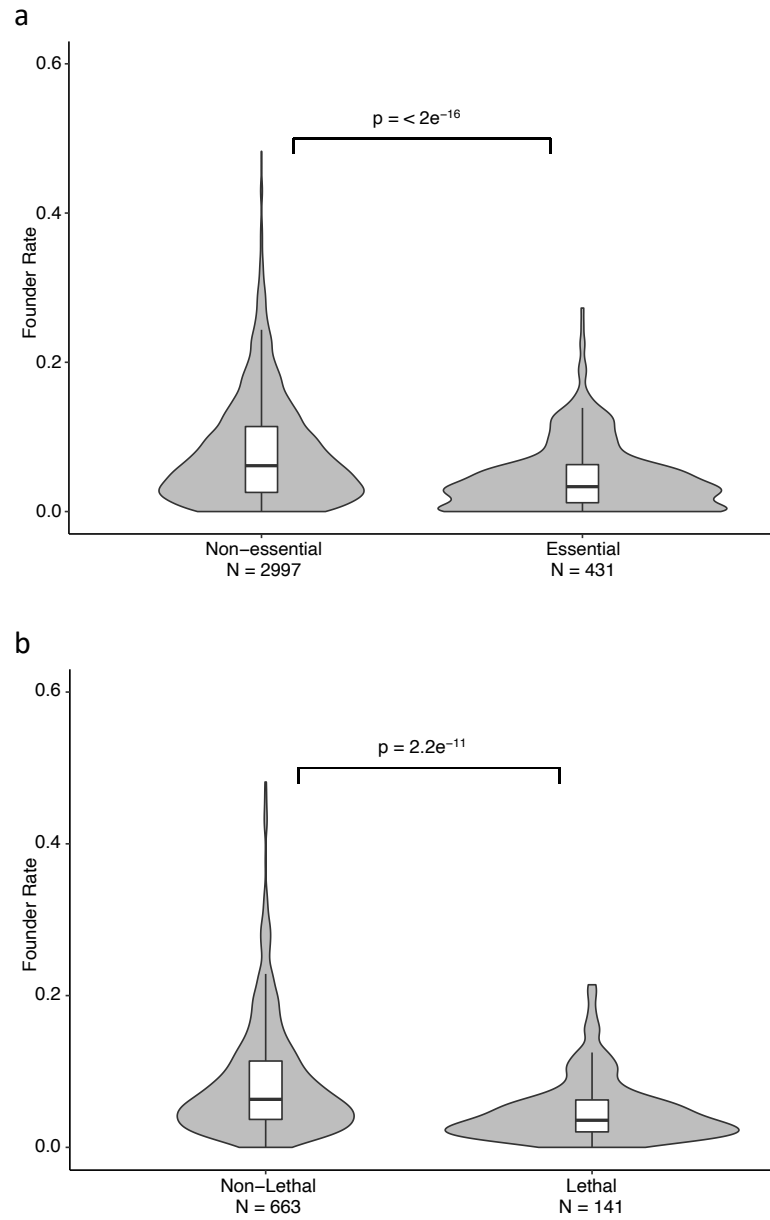 a
0.6
p = < 2e−16
0.4
Founder Rate
0.2
0.0
Non−essential
N = 2997
Essential
N = 431
b
0.6
p = 2.2e−11
0.4
Founder Rate
0.2
0.0
Non−Lethal
N = 663
Lethal
N = 141